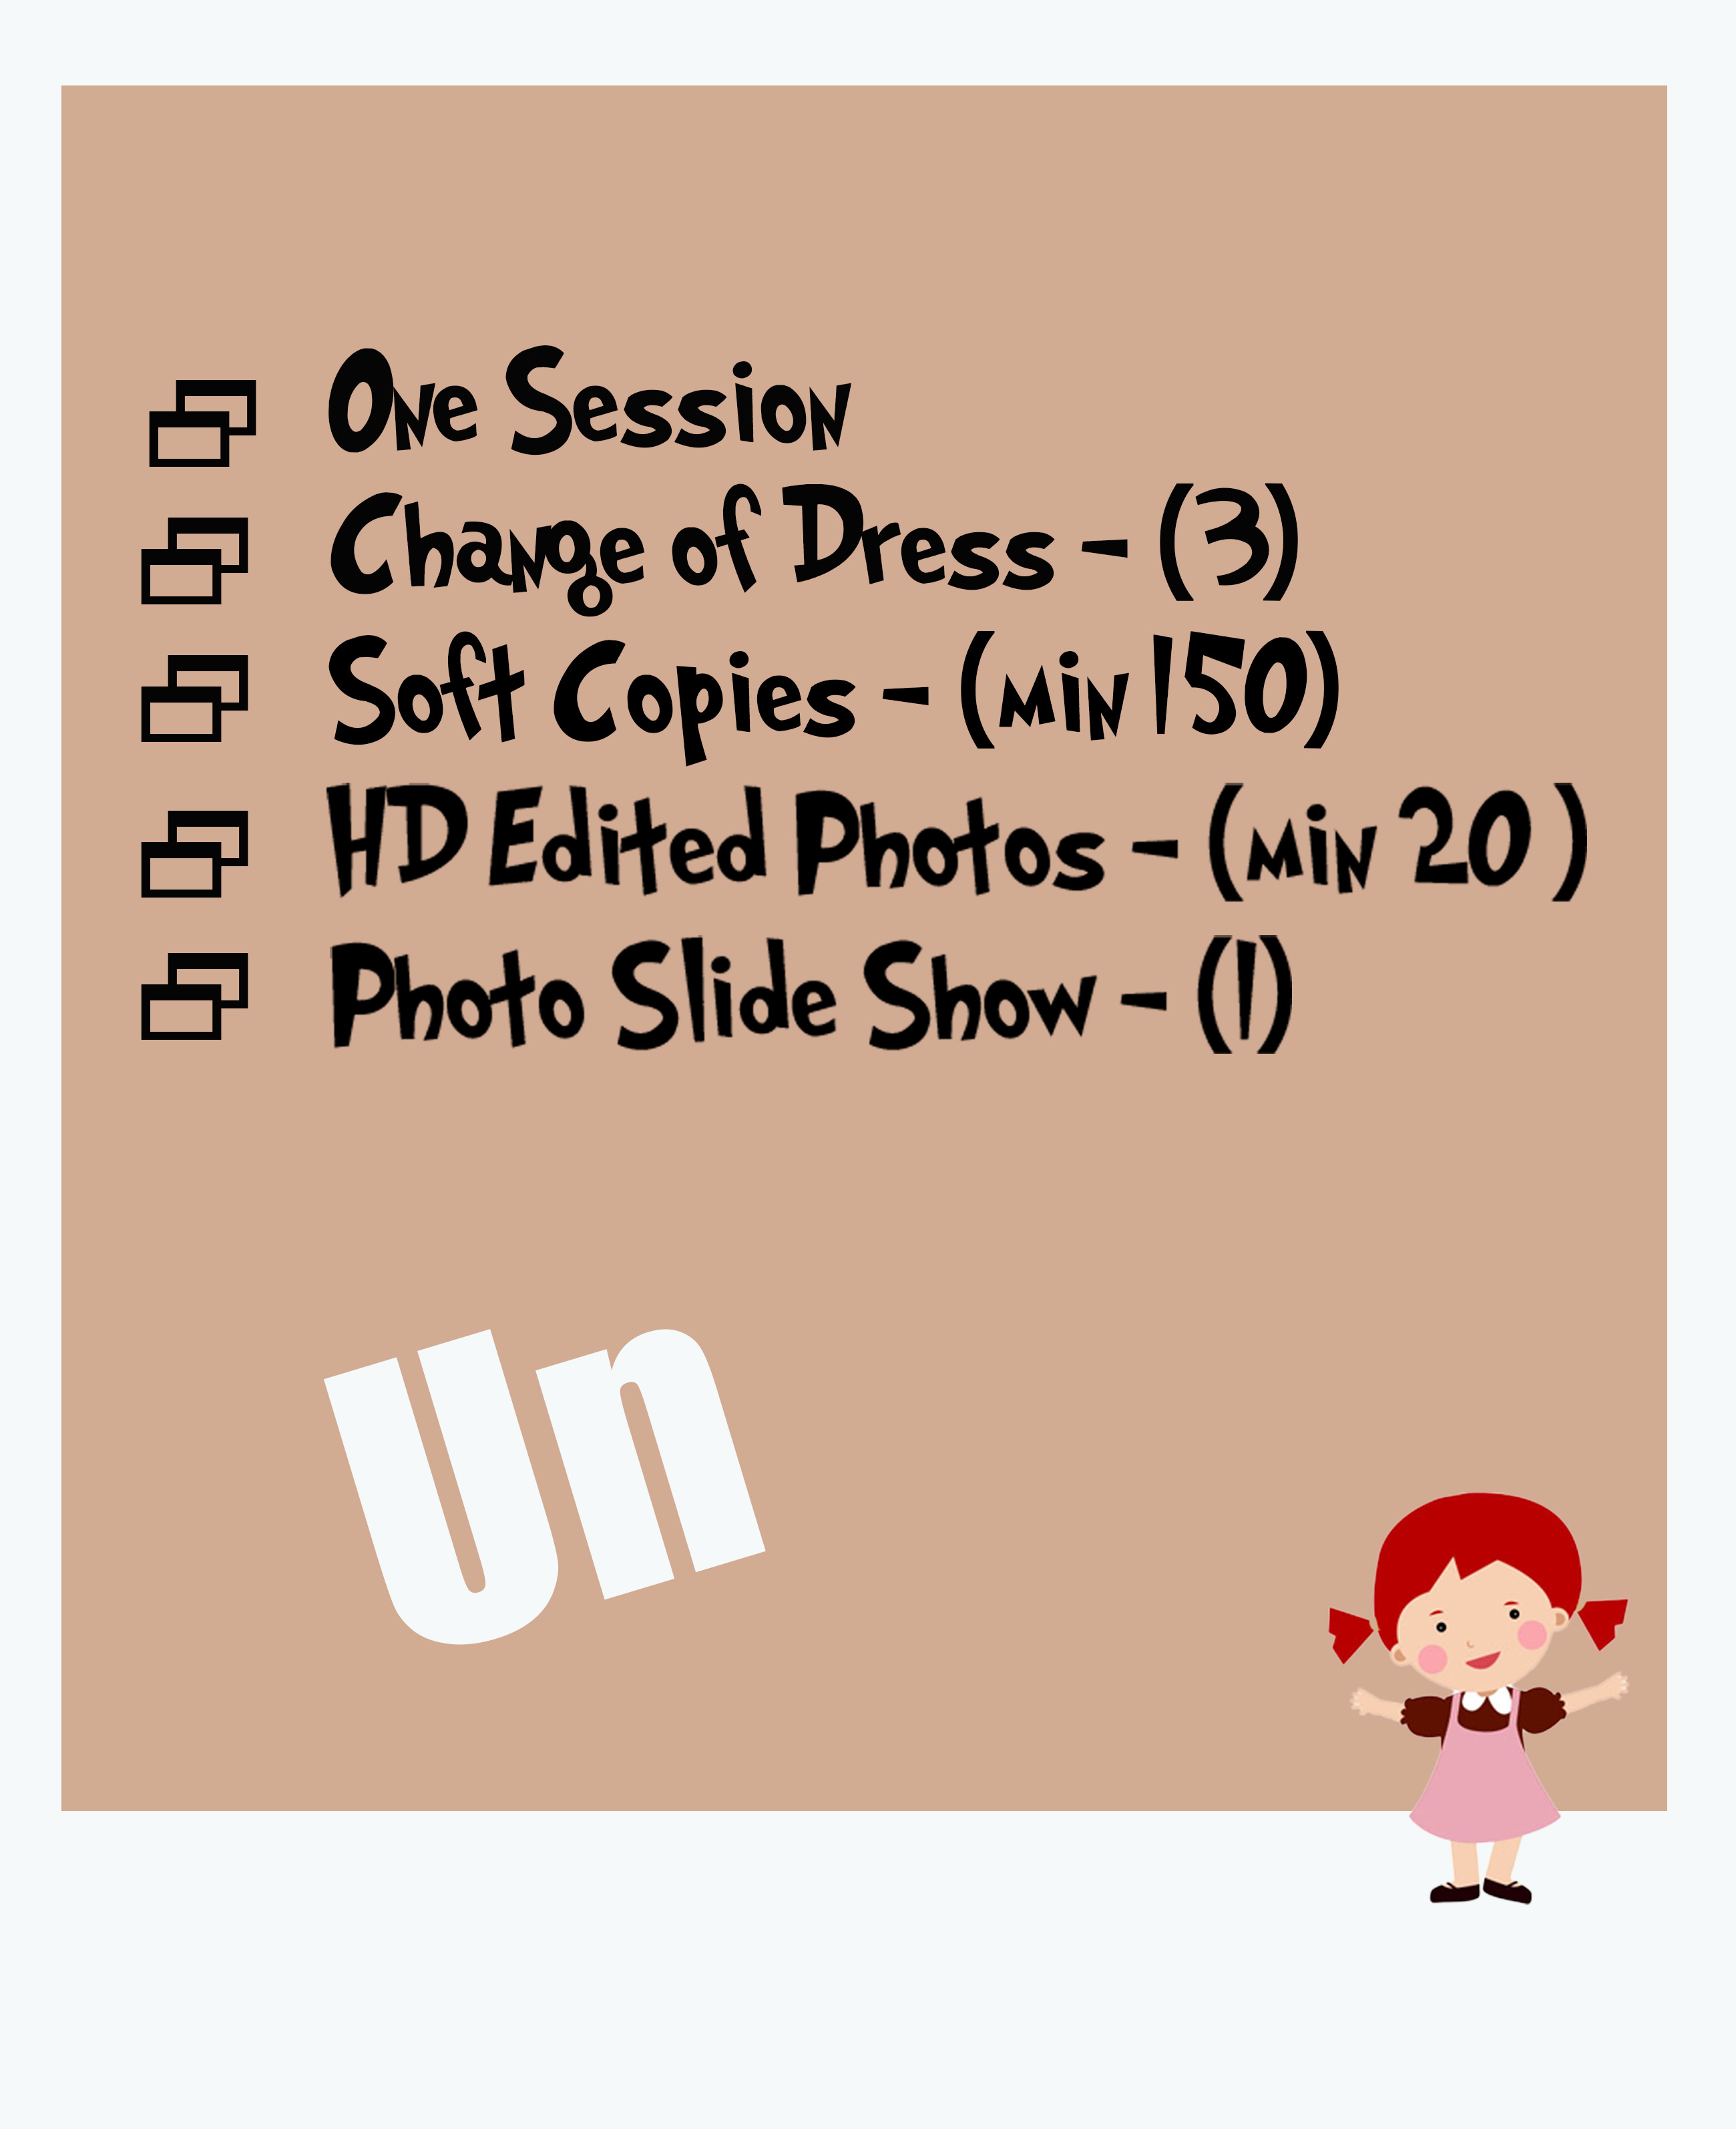 One Session
Change of Dress - (3)
Soft Copies - (min 150)
HD Edited Photos - (min 20 )
Photo Slide Show - (1)
Un